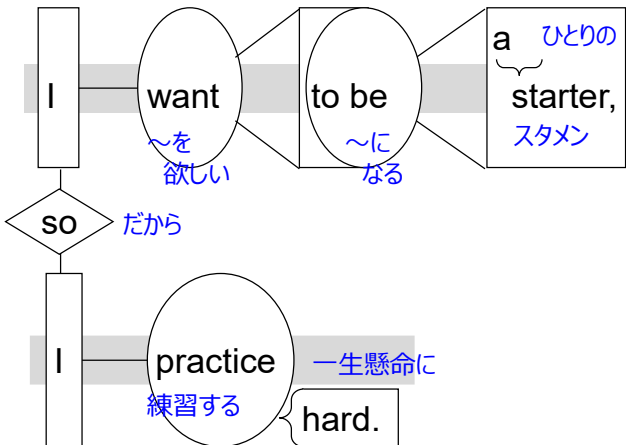 a ひとりの
I want to be starter,
〜を 〜に スタメン
欲しい なる
so だから
I practice 一生懸命に
練習する
hard.